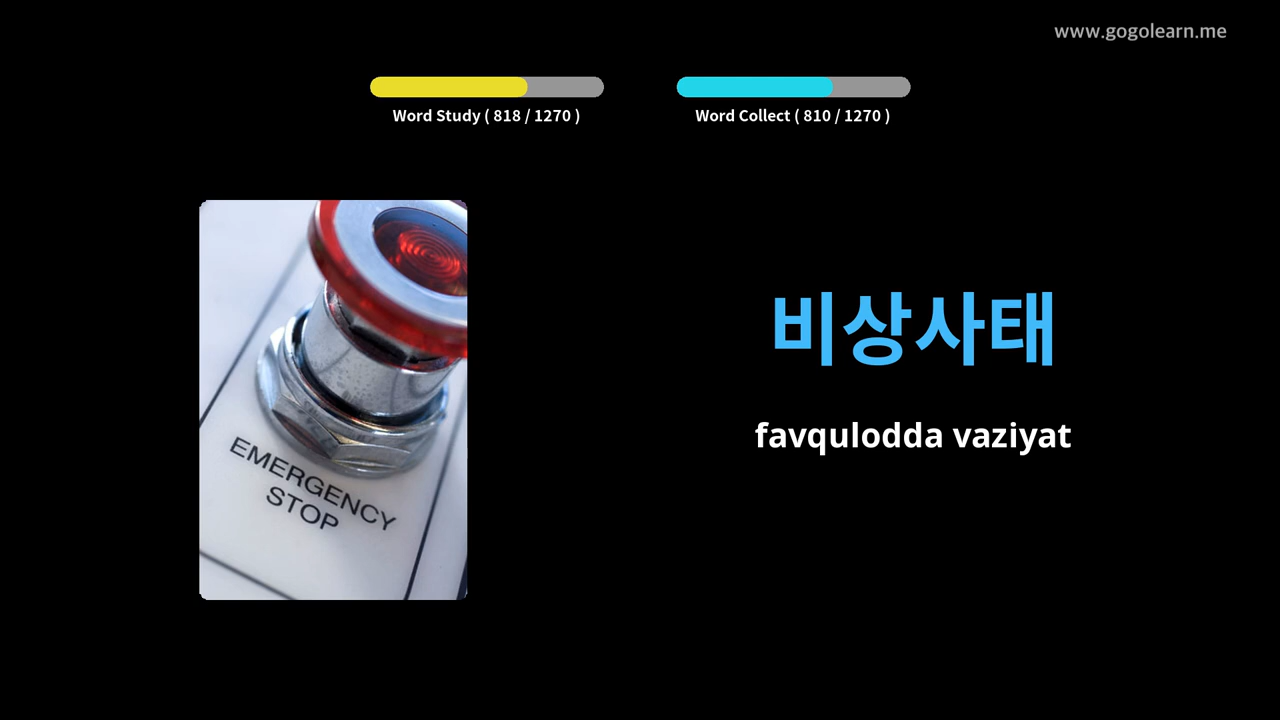 www.gogolearn.me
Word Study ( 818 / 1270 )
Word Collect ( 810 / 1270 )
비상사태
favqulodda vaziyat
EMERGENCY
STOP